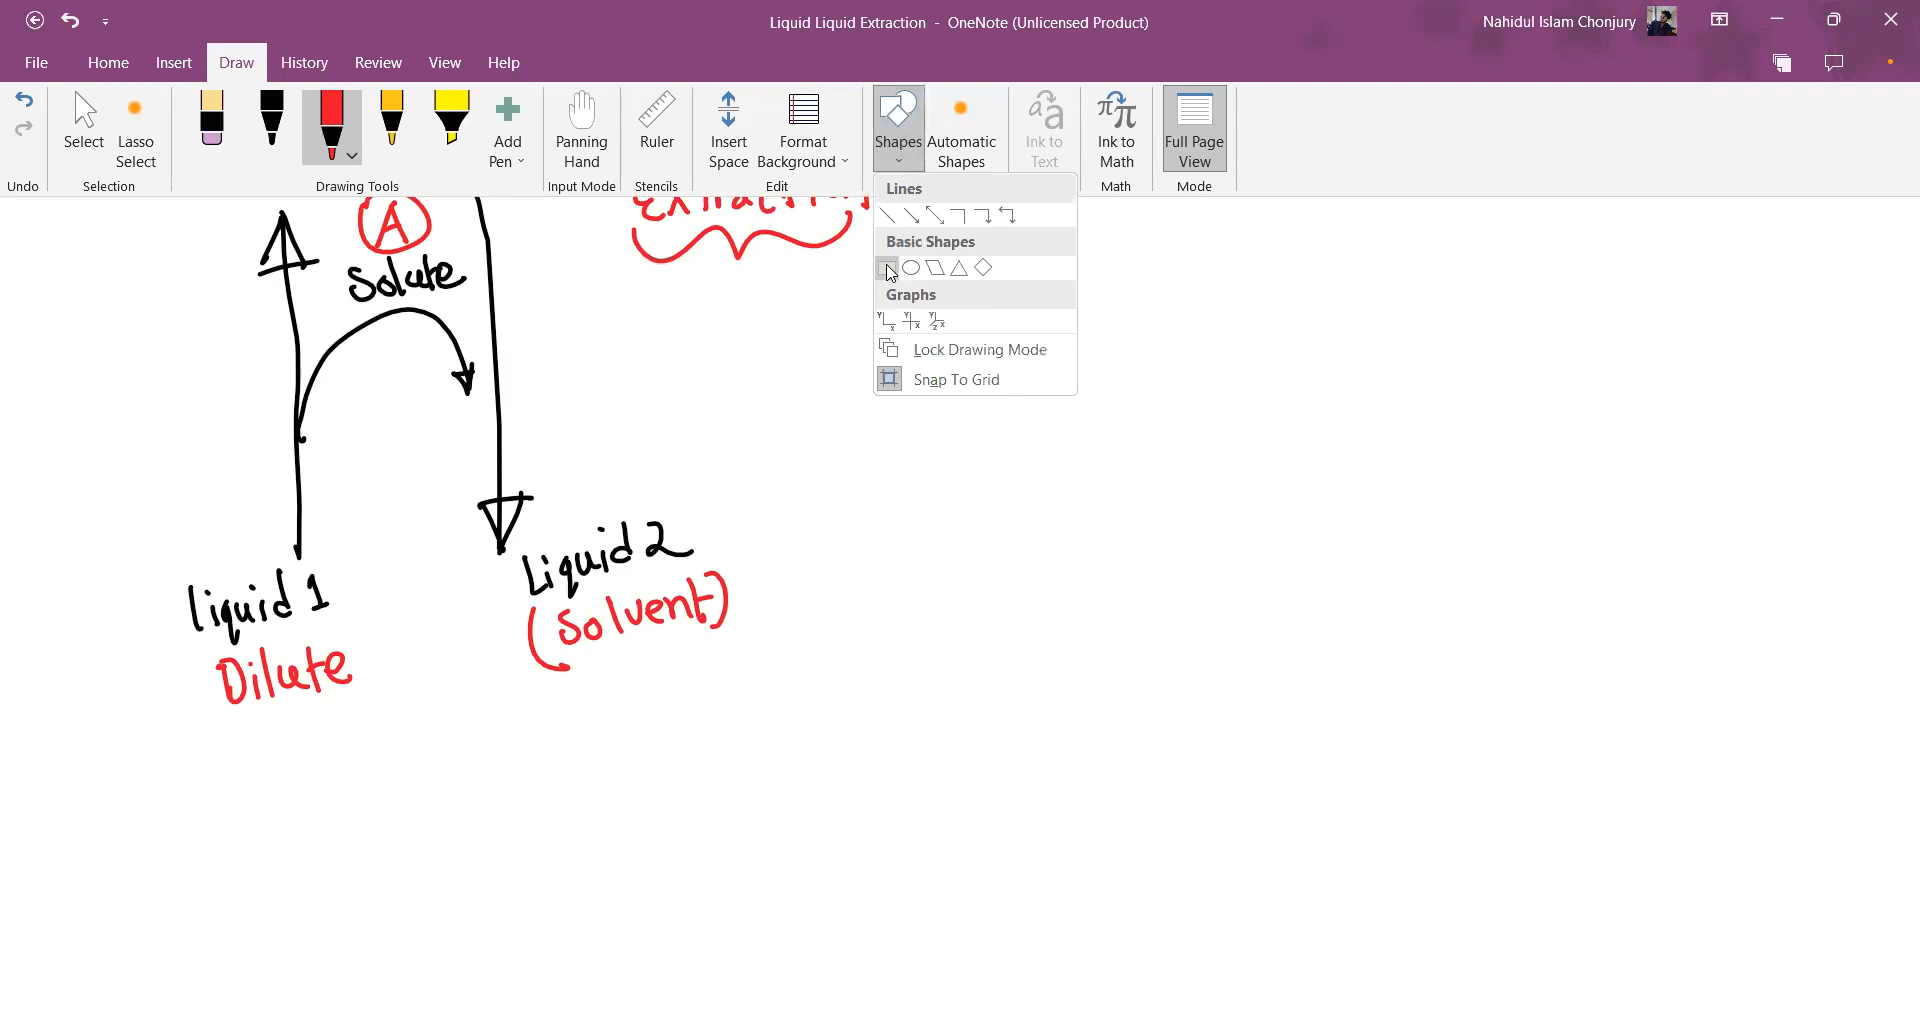 Liquid Liquid Extraction - OneNote (Unlicensed Product)
Nahidul Islam Chonjury
File
Home
Insert
Draw
History
Review
View
Help
Select
Lasso
Select
Add
Pen
Panning
Hand
Ruler
Insert
Space
Format
Background
Shapes
Automatic
Shapes
Ink to
Text
Ink to
Math
Full Page
View
Undo
Selection
Drawing Tools
Input Mode
Stencils
Edit
Math
Mode
Lines
Basic Shapes
Graphs
Lock Drawing Mode
Snap To Grid
Extraction
A
Solute
Liquid 2
(Solvent)
liquid 1
Dilute